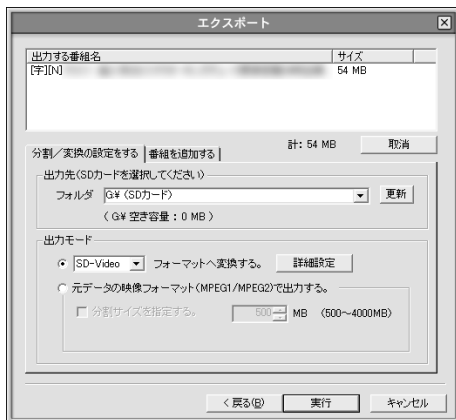 エクスポート
出力する番組名 サイズ
[字][N] 54 MB
計: 54 MB 取消
分割／変換の設定をする 番組を追加する
出力先(SDカードを選択してください)
フォルダ G:¥ (SDカード) 更新
( G:¥ 空き容量 : 0 MB )
出力モード
SD-Video フォーマットへ変換する。 詳細設定
元データの映像フォーマット(MPEG1/MPEG2)で出力する。
分割サイズを指定する。 500 MB (500～4000MB)
< 戻る(B) 実行 キャンセル